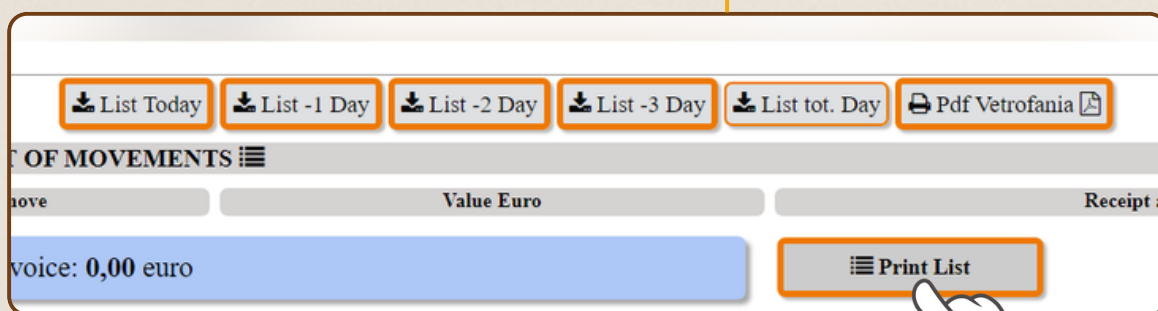 List Today List -1 Day List -2 Day List -3 Day List tot. Day Pdf Vetrofania
OF MOVEMENTS
Value Euro Receipt
voice: 0,00 euro Print List